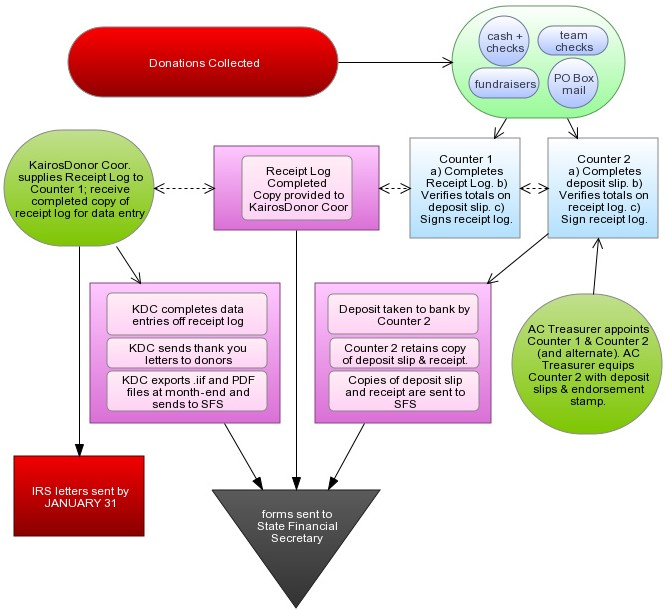 Donations Collected
cash +
checks
team
checks
fundraisers
PO Box
mail
KairosDonor Coor.
supplies Receipt Log to
Counter 1; receive
completed copy of
receipt log for data entry
Receipt Log
Completed
Copy provided to
KairosDonor Coor
Counter 1
a) Completes
Receipt Log. b)
Verifies totals on
deposit slip. c)
Signs receipt log.
Counter 2
a) Completes
deposit slip. b)
Verifies totals on
receipt log. c)
Sign receipt log.
KDC completes data
entries off receipt log
KDC sends thank you
letters to donors
KDC exports .iif and PDF
files at month-end and
sends to SFS
Deposit taken to bank by
Counter 2
Counter 2 retains copy
of deposit slip & receipt.
Copies of deposit slip
and receipt are sent to
SFS
AC Treasurer appoints
Counter 1 & Counter 2
(and alternate). AC
Treasurer equips
Counter 2 with deposit
slips & endorsement
stamp.
IRS letters sent by
JANUARY 31
forms sent to
State Financial
Secretary